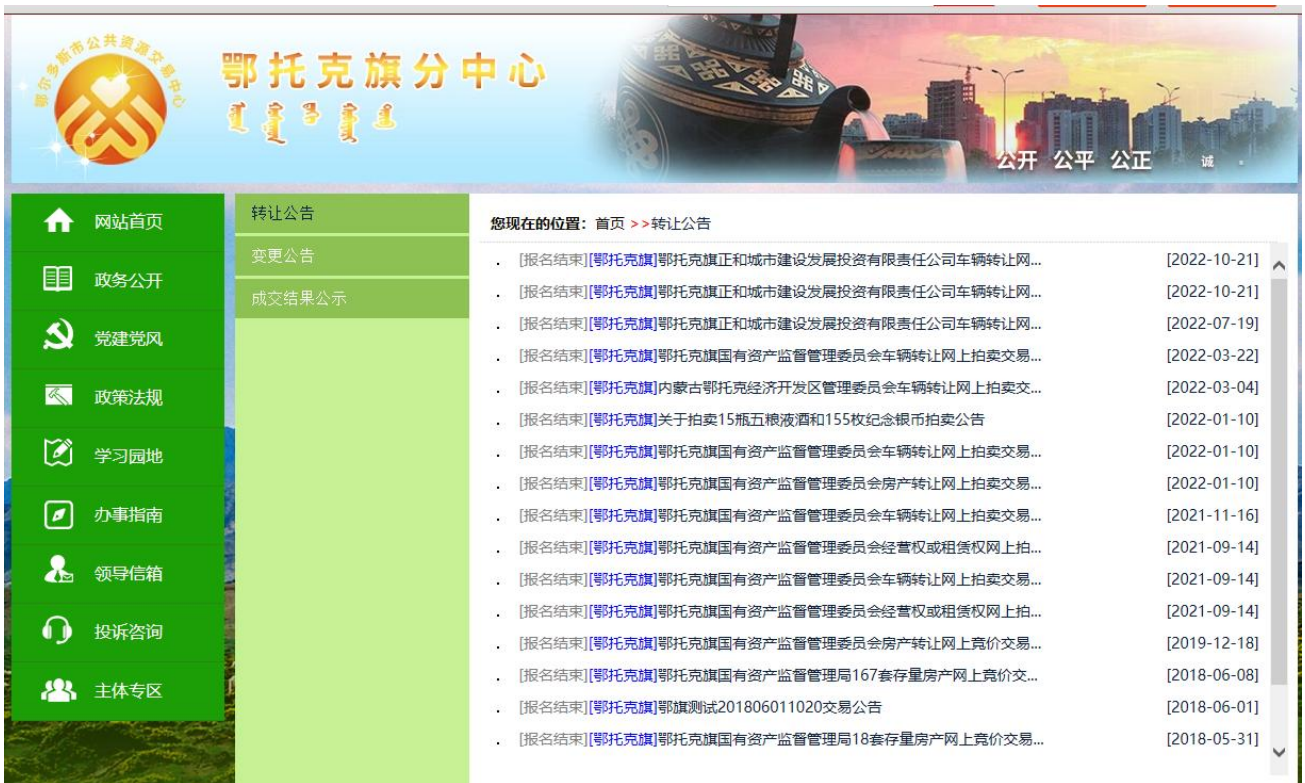 鄂尔多斯市公共资源交易中心
鄂托克旗分中心
公开 公平 公正 诚
网站首页
政务公开
党建党风
政策法规
学习园地
办事指南
领导信箱
投诉咨询
主体专区
转让公告
变更公告
成交结果公示
您现在的位置：首页 >>转让公告
. [报名结束][鄂托克旗]鄂托克旗正和城市建设发展投资有限责任公司车辆转让网... [2022-10-21]
. [报名结束][鄂托克旗]鄂托克旗正和城市建设发展投资有限责任公司车辆转让网... [2022-10-21]
. [报名结束][鄂托克旗]鄂托克旗正和城市建设发展投资有限责任公司车辆转让网... [2022-07-19]
. [报名结束][鄂托克旗]鄂托克旗国有资产监督管理委员会车辆转让网上拍卖交易... [2022-03-22]
. [报名结束][鄂托克旗]内蒙古鄂托克经济开发区管理委员会车辆转让网上拍卖交... [2022-03-04]
. [报名结束][鄂托克旗]关于拍卖15瓶五粮液酒和155枚纪念银币拍卖公告 [2022-01-10]
. [报名结束][鄂托克旗]鄂托克旗国有资产监督管理委员会车辆转让网上拍卖交易... [2022-01-10]
. [报名结束][鄂托克旗]鄂托克旗国有资产监督管理委员会房产转让网上拍卖交易... [2022-01-10]
. [报名结束][鄂托克旗]鄂托克旗国有资产监督管理委员会车辆转让网上拍卖交易... [2021-11-16]
. [报名结束][鄂托克旗]鄂托克旗国有资产监督管理委员会经营权或租赁权网上拍... [2021-09-14]
. [报名结束][鄂托克旗]鄂托克旗国有资产监督管理委员会车辆转让网上拍卖交易... [2021-09-14]
. [报名结束][鄂托克旗]鄂托克旗国有资产监督管理委员会经营权或租赁权网上拍... [2021-09-14]
. [报名结束][鄂托克旗]鄂托克旗国有资产监督管理委员会房产转让网上竞价交易... [2019-12-18]
. [报名结束][鄂托克旗]鄂托克旗国有资产监督管理局167套存量房产网上竞价交... [2018-06-08]
. [报名结束][鄂托克旗]鄂旗测试201806011020交易公告 [2018-06-01]
. [报名结束][鄂托克旗]鄂托克旗国有资产监督管理局18套存量房产网上竞价交易... [2018-05-31]